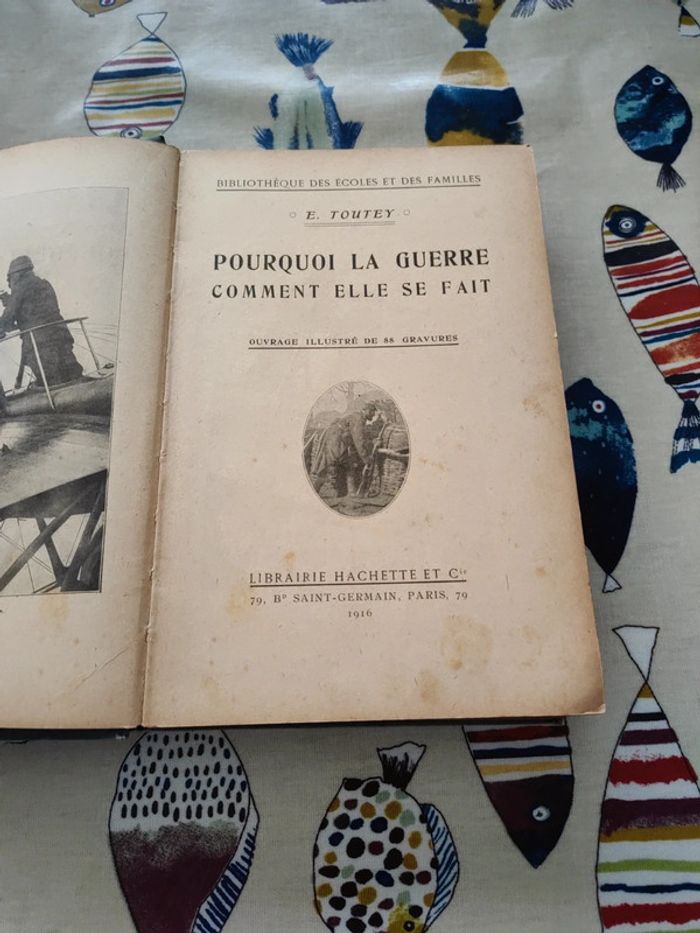 BIBLIOTHÈQUE DES ÉCOLES ET DES FAMILLES
E. TOUTEY
POURQUOI LA GUERRE
COMMENT ELLE SE FAIT
OUVRAGE ILLUSTRÉ DE 88 GRAVURES
LIBRAIRIE HACHETTE ET Cie
79, Bd SAINT-GERMAIN, PARIS, 79
1916